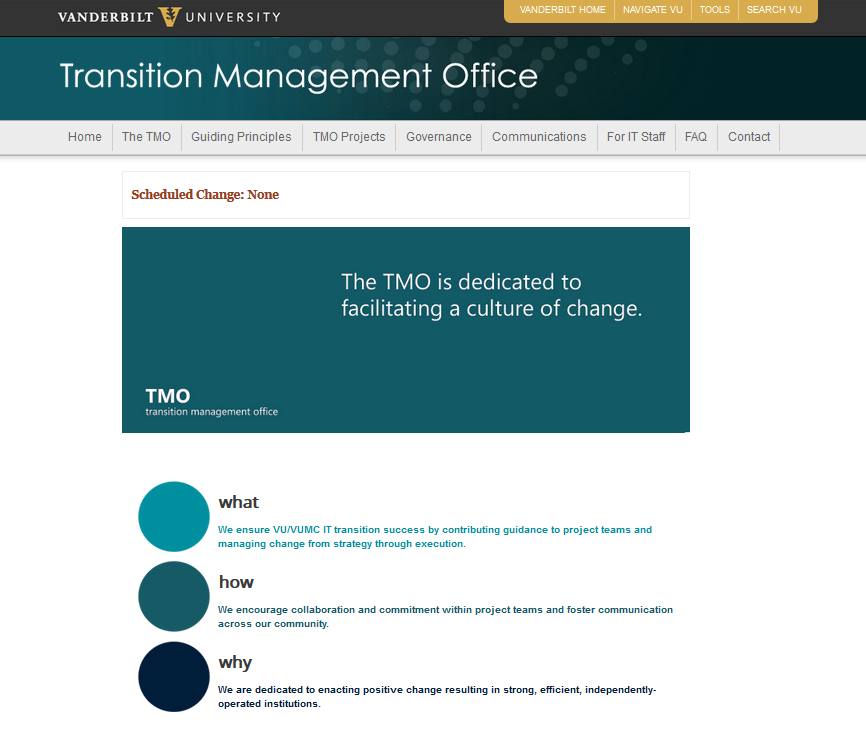 VANDERBILT UNIVERSITY
VANDERBILT HOME NAVIGATE VU TOOLS SEARCH VU
Transition Management Office
Home The TMO Guiding Principles TMO Projects Governance Communications For IT Staff FAQ Contact
Scheduled Change: None
The TMO is dedicated to
facilitating a culture of change.
TMO
transition management office
what
We ensure VU/VUMC IT transition success by contributing guidance to project teams and
managing change from strategy through execution.
how
We encourage collaboration and commitment within project teams and foster communication
across our community.
why
We are dedicated to enacting positive change resulting in strong, efficient, independently-
operated institutions.